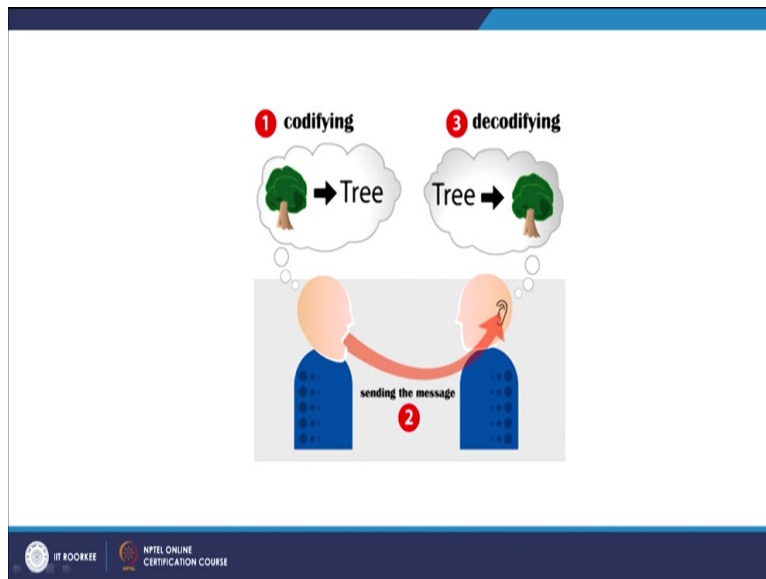 1 codifying
3 decodifying
Tree
Tree
sending the message
2
IIT ROORKEE
NPTEL ONLINE
CERTIFICATION COURSE